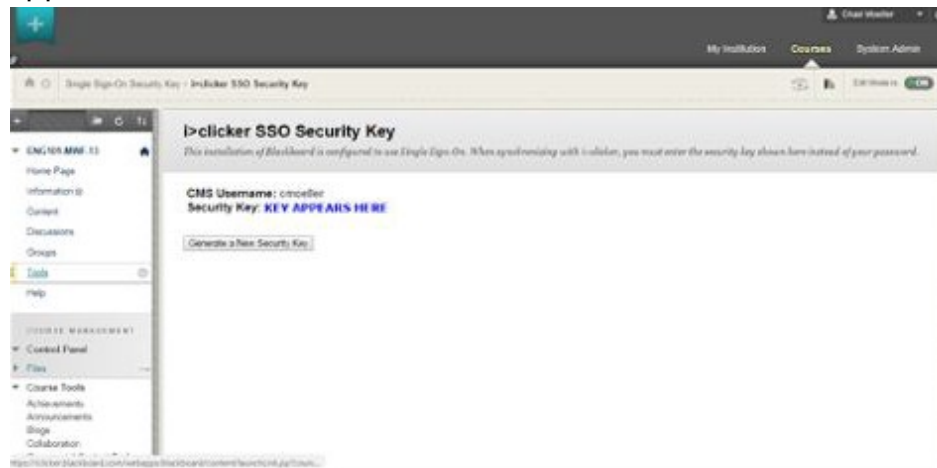 Chad Moeller
My Institution Courses System Admin
Single Sign-On Security Key i>clicker SSO Security Key
Edit Mode is: ON
i>clicker SSO Security Key
This installation of Blackboard is configured to use Single Sign-On. When synchronizing with i>clicker, you must enter the security key shown here instead of your password.
CMS Username: cmoeller
Security Key: KEY APPEARS HERE
Generate a New Security Key
ENG101.MWF.13
Home Page
Information
Content
Discussions
Groups
Tools
Help
COURSE MANAGEMENT
Control Panel
Files
Course Tools
Achievements
Announcements
Blogs
Collaboration